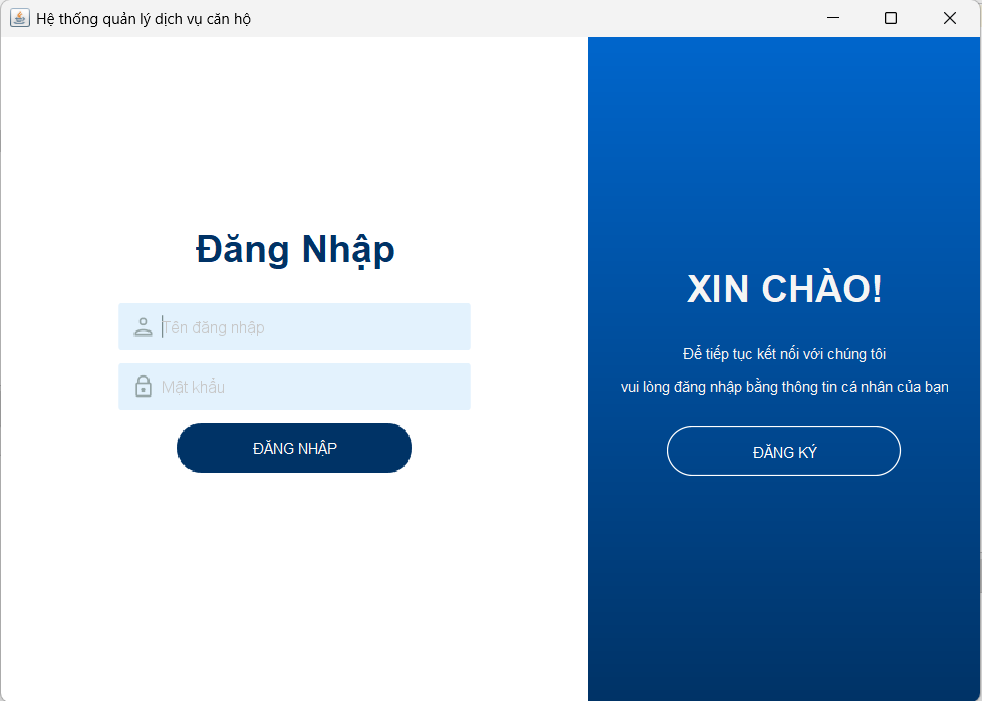 Hệ thống quản lý dịch vụ căn hộ
Đăng Nhập
Tên đăng nhập
Mật khẩu
ĐĂNG NHẬP
XIN CHÀO!
Để tiếp tục kết nối với chúng tôi
vui lòng đăng nhập bằng thông tin cá nhân của bạn
ĐĂNG KÝ